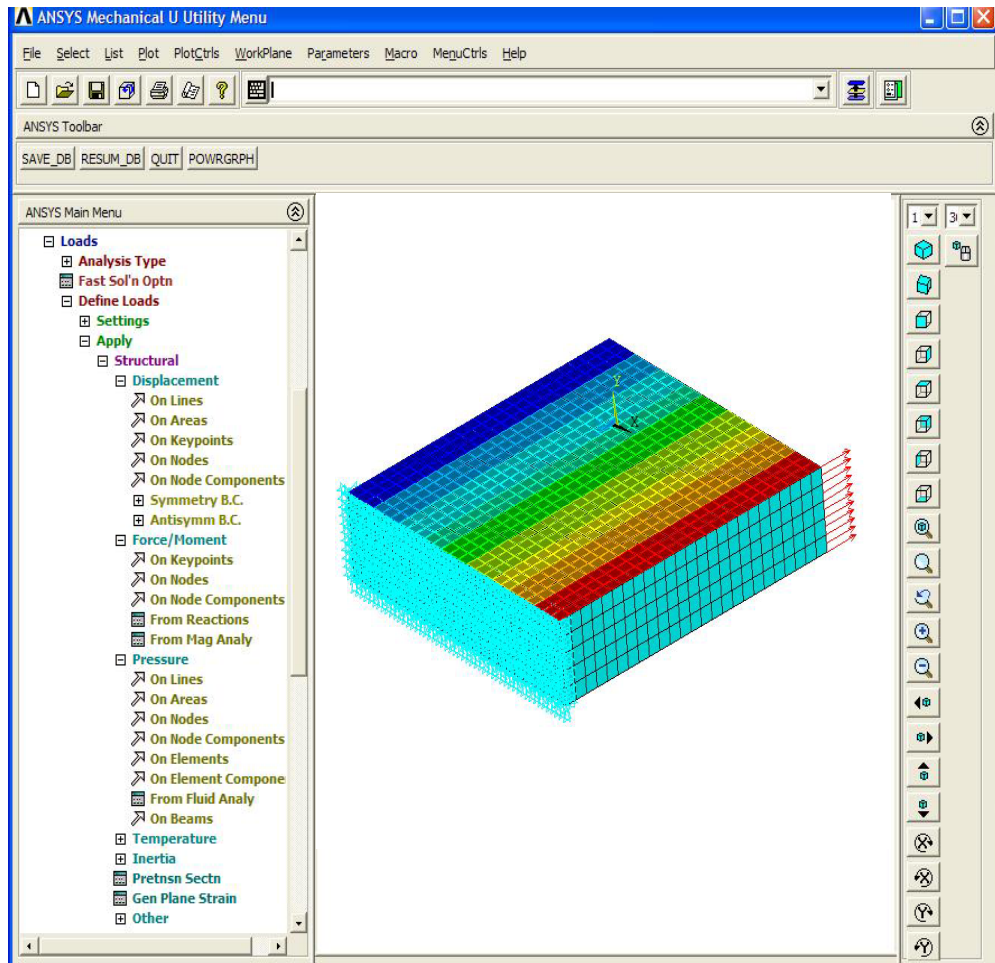 ANSYS Mechanical U Utility Menu
File Select List Plot PlotCtrls WorkPlane Parameters Macro MenuCtrls Help
ANSYS Toolbar
SAVE_DB RESUM_DB QUIT POWRGRPH
ANSYS Main Menu
1
Loads
Analysis Type
Fast Sol'n Optn
Define Loads
Settings
Apply
Structural
Displacement
On Lines
On Areas
On Keypoints
On Nodes
On Node Components
Symmetry B.C.
Antisymm B.C.
Force/Moment
On Keypoints
On Nodes
On Node Components
From Reactions
From Mag Analy
Pressure
On Lines
On Areas
On Nodes
On Node Components
On Elements
On Element Compone
From Fluid Analy
On Beams
Temperature
Inertia
Pretnsn Sectn
Gen Plane Strain
Other
Y
X
X
X
Y
Y